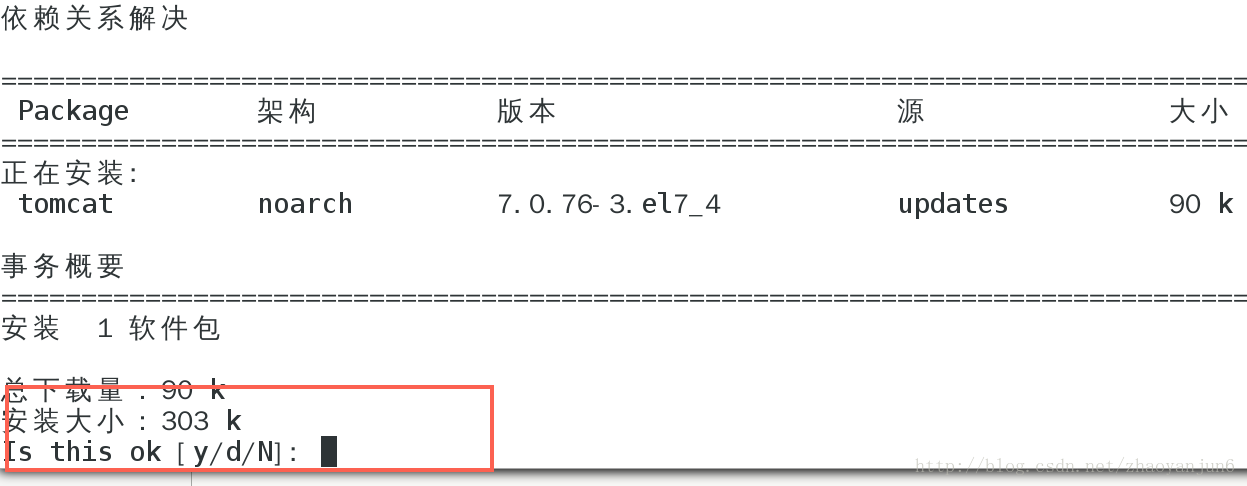 依赖关系解决
================================================================================
Package 架构 版本 源 大小
================================================================================
正在安装:
tomcat noarch 7.0.76-3.el7_4 updates 90 k
事务概要
================================================================================
安装 1 软件包
总下载量：90 k
安装大小：303 k
Is this ok [y/d/N]:
http://blog.csdn.net/zhaoyanjun6